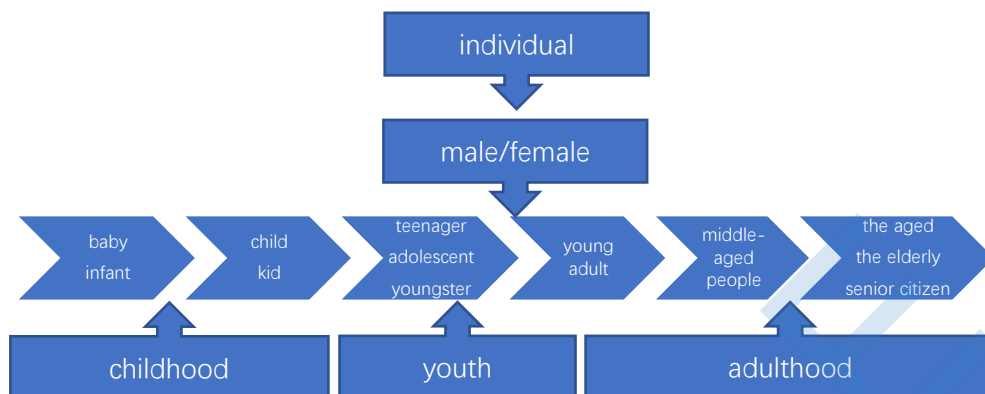 individual
male/female
baby
infant
child
kid
teenager
adolescent
youngster
young
adult
middle-
aged
people
the aged
the elderly
senior citizen
childhood
youth
adulthood